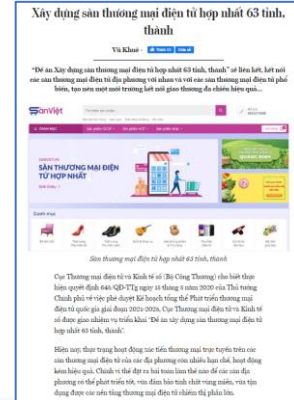 Xây dựng sàn thương mại điện tử hợp nhất 63 tỉnh,
thành
Vũ Khuê -
"Đề án Xây dựng sàn thương mại điện tử hợp nhất 63 tỉnh, thành" sẽ liên kết, kết nối
các sàn thương mại điện tử địa phương với nhau và với các sàn thương mại điện tử phổ
biến, tạo nên một môi trường kết nối giao thương đa chiều hiệu quả...
SanViệt
DANH MỤC
SÀN THƯƠNG MẠI ĐIỆN
TỬ HỢP NHẤT
Danh mục
Sàn thương mại điện tử hợp nhất 63 tỉnh, thành
Cục Thương mại điện tử và Kinh tế số (Bộ Công Thương) cho biết thực
hiện quyết định 645/QĐ-TTg ngày 15 tháng 5 năm 2020 của Thủ tướng
Chính phủ về việc phê duyệt Kế hoạch tổng thể Phát triển thương mại
điện tử quốc gia giai đoạn 2021-2025, Cục Thương mại điện tử và Kinh tế
số được giao nhiệm vụ triển khai "Đề án xây dựng sàn thương mại điện tử
hợp nhất 63 tỉnh, thành".
Hiện nay, thực trạng hoạt động xúc tiến thương mại trực tuyến trên các
sàn thương mại điện tử của các địa phương còn nhiều hạn chế, hoạt động
kém hiệu quả. Chính vì thế đặt ra bài toán làm thế nào để các sàn địa
phương có thể phát triển tốt, vừa đảm bảo tính chất vùng miền, vừa tận
dụng được các nền tảng thương mại điện tử chiếm thị phần lớn.